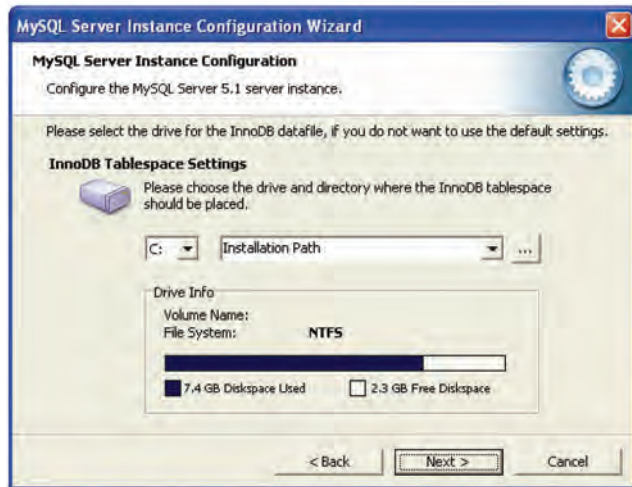 MySQL Server Instance Configuration Wizard
MySQL Server Instance Configuration
Configure the MySQL Server 5.1 server instance.
Please select the drive for the InnoDB datafile, if you do not want to use the default settings.
InnoDB Tablespace Settings
Please choose the drive and directory where the InnoDB tablespace
should be placed.
C: Installation Path ...
Drive Info
Volume Name:
File System: NTFS
7.4 GB Diskspace Used 2.3 GB Free Diskspace
< Back Next > Cancel